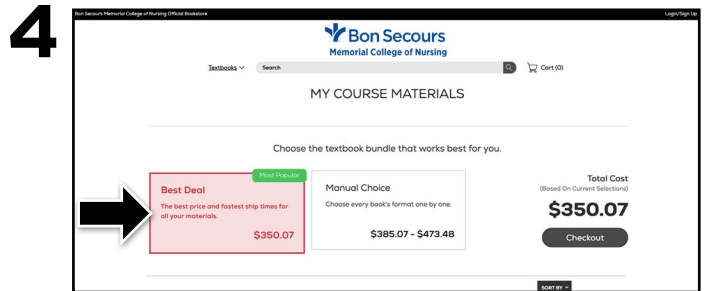 4
Bon Secours Memorial College of Nursing Official Bookstore
Login/Sign Up
Bon Secours
Memorial College of Nursing
Textbooks
Search
Cart (0)
MY COURSE MATERIALS
Choose the textbook bundle that works best for you.
Most Popular
Best Deal
The best price and fastest ship times for
all your materials.
$350.07
Manual Choice
Choose every book's format one by one.
$385.07 - $473.48
Total Cost
(Based On Current Selections)
$350.07
Checkout
SORT BY